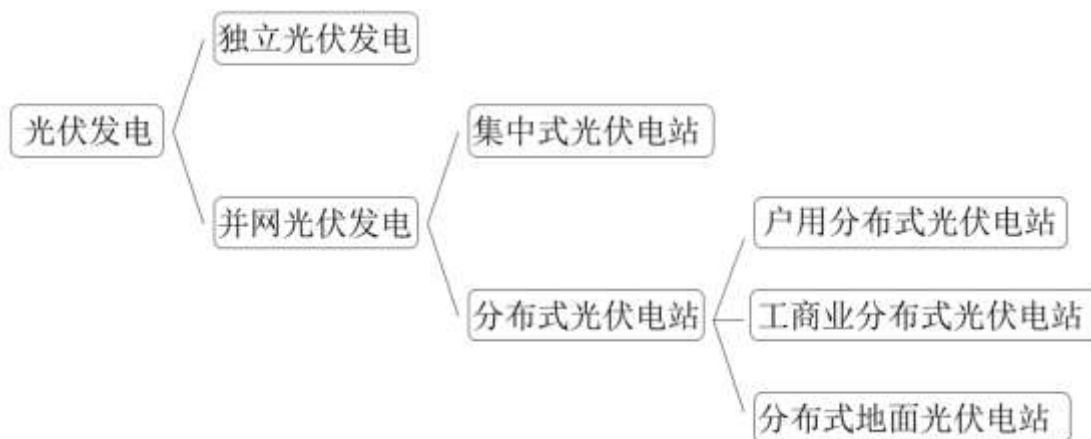 独立光伏发电
光伏发电
集中式光伏电站
并网光伏发电
户用分布式光伏电站
分布式光伏电站
工商业分布式光伏电站
分布式地面光伏电站